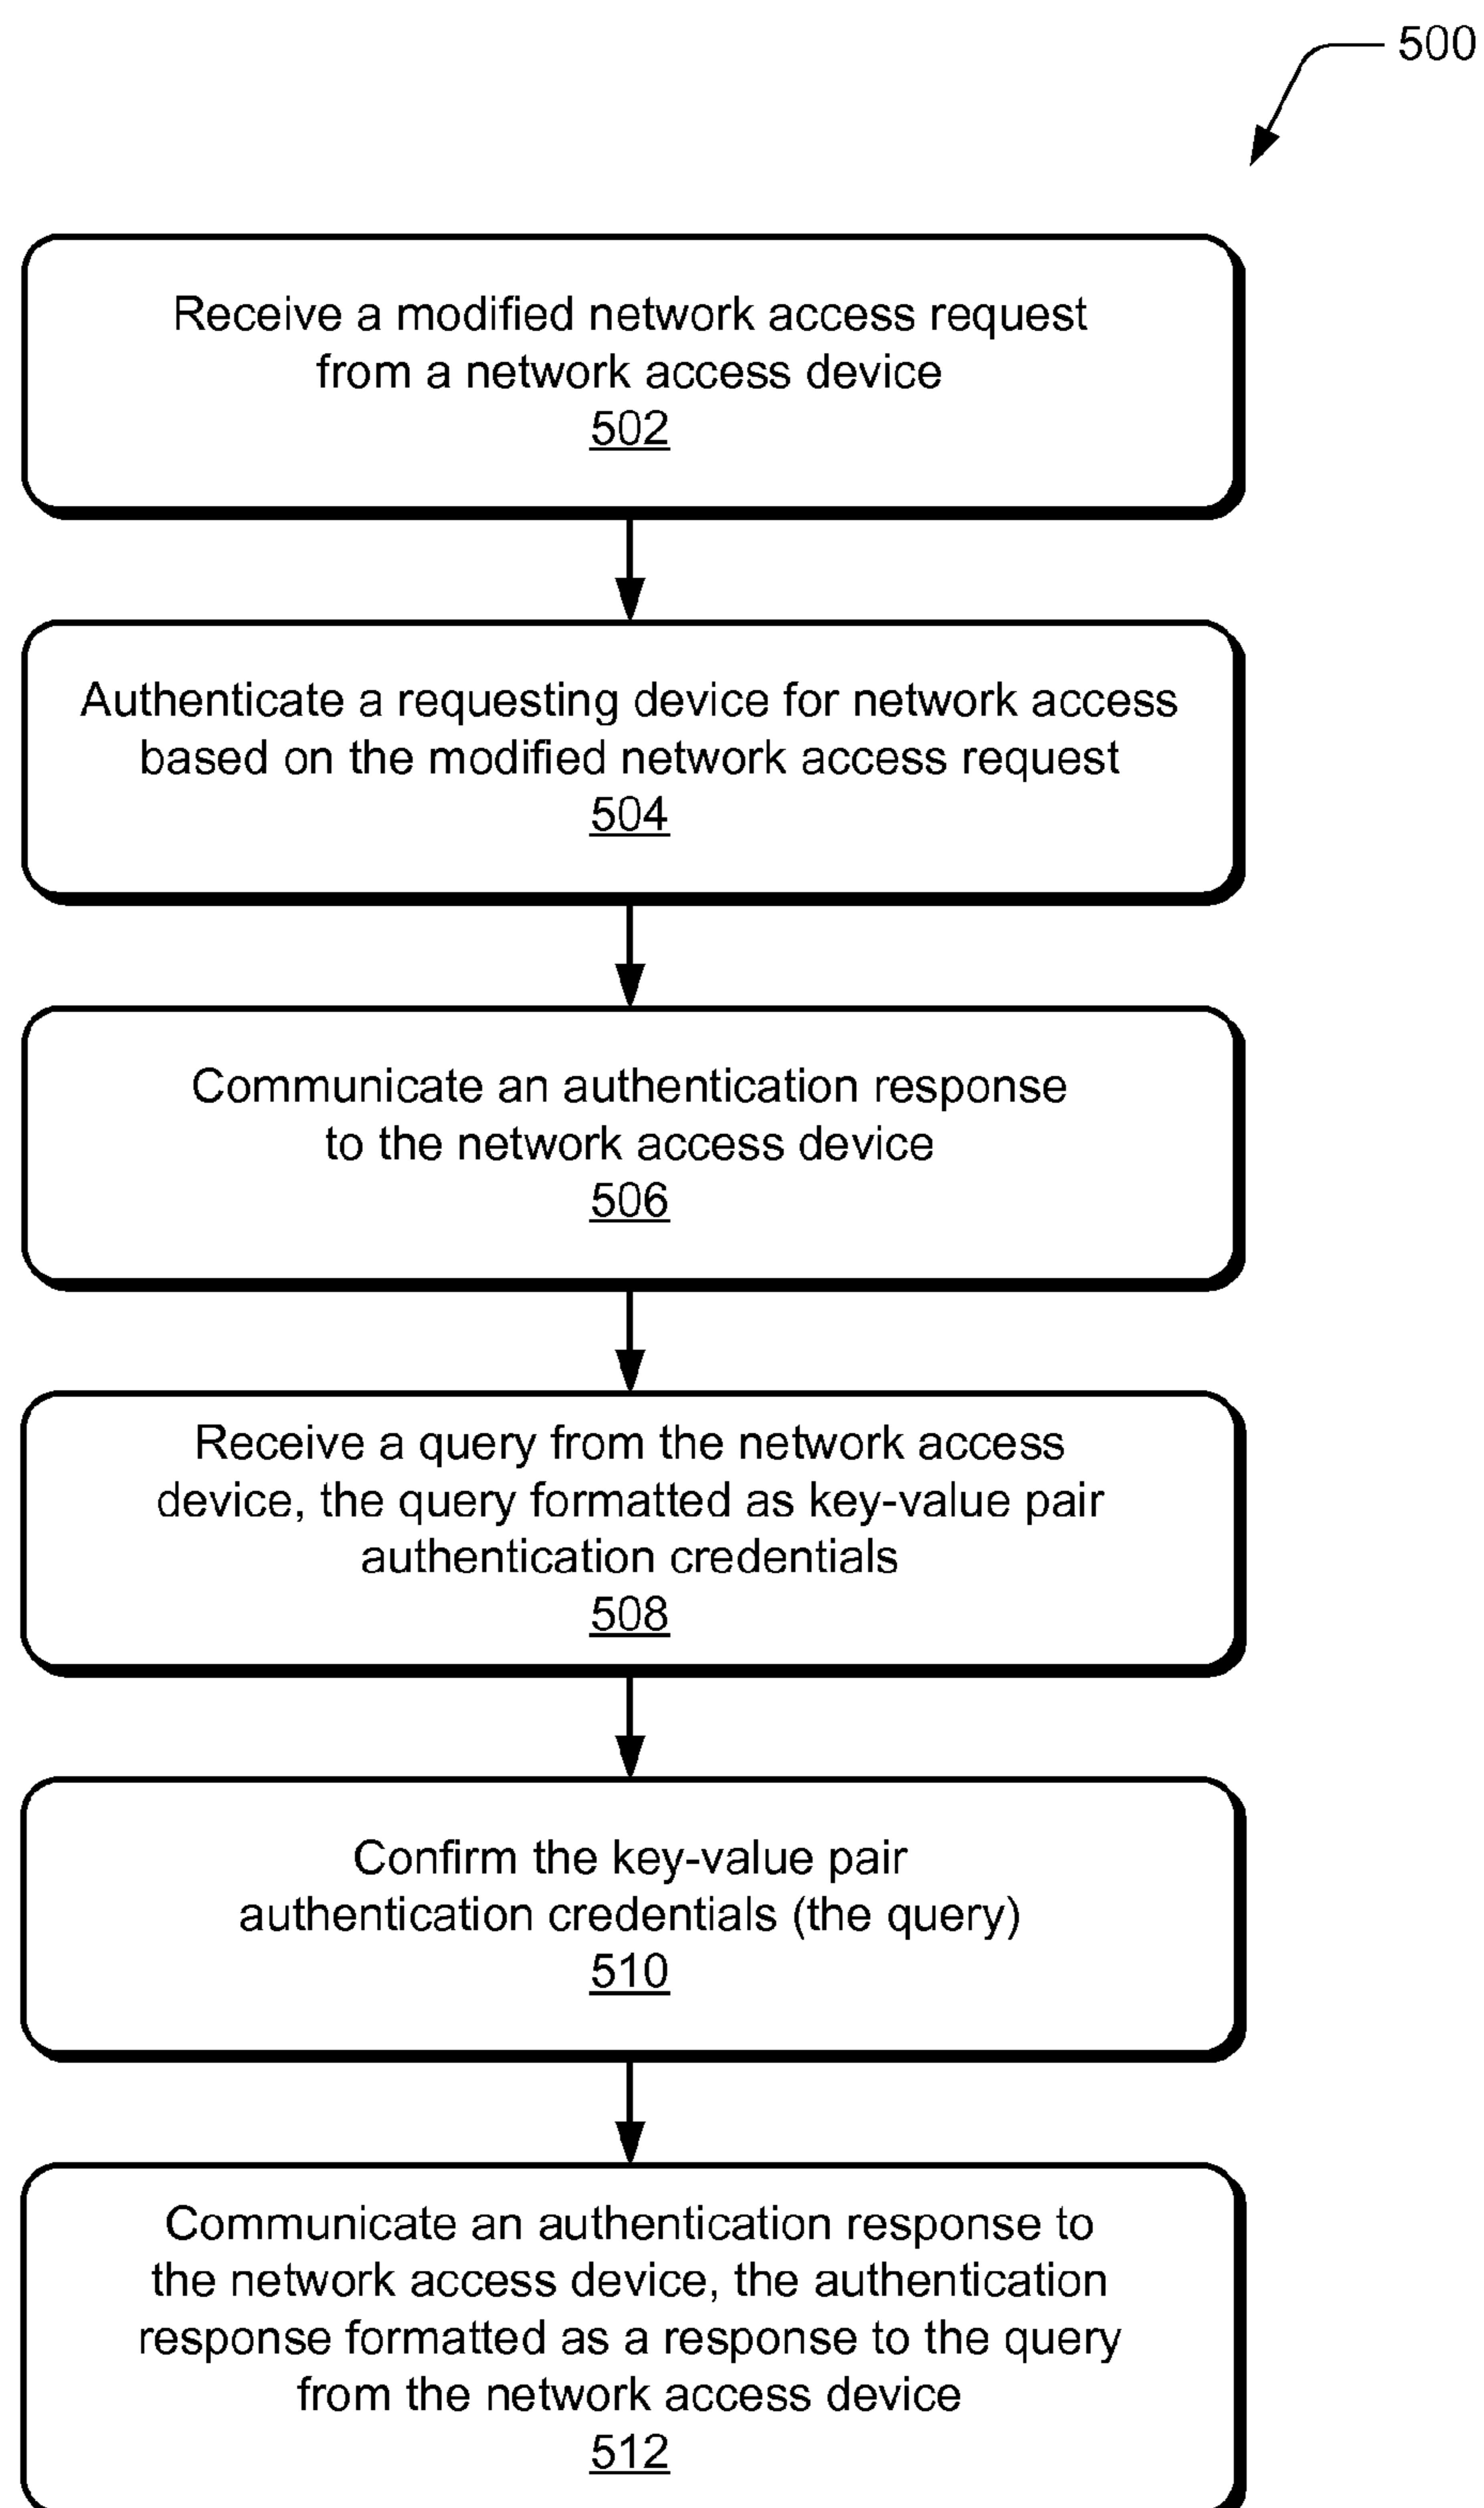 500
Receive a modified network access request
from a network access device
502
Authenticate a requesting device for network access
based on the modified network access request
504
Communicate an authentication response
to the network access device
506
Receive a query from the network access
device, the query formatted as key-value pair
authentication credentials
508
Confirm the key-value pair
authentication credentials (the query)
510
Communicate an authentication response to
the network access device, the authentication
response formatted as a response to the query
from the network access device
512